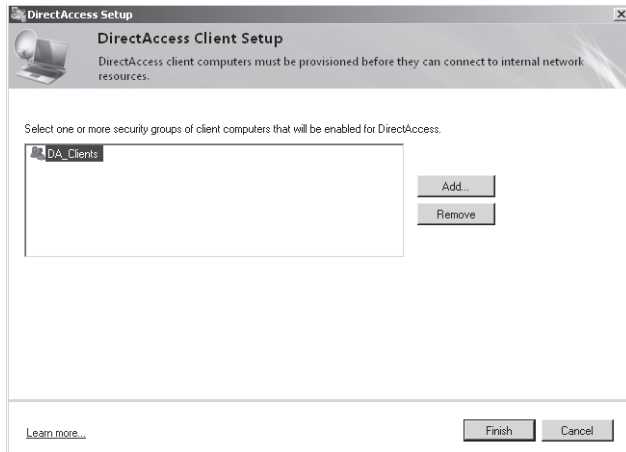 DirectAccess Setup
DirectAccess Client Setup
DirectAccess client computers must be provisioned before they can connect to internal network
resources.
Select one or more security groups of client computers that will be enabled for DirectAccess.
DA_Clients
Add...
Remove
Learn more...
Finish
Cancel